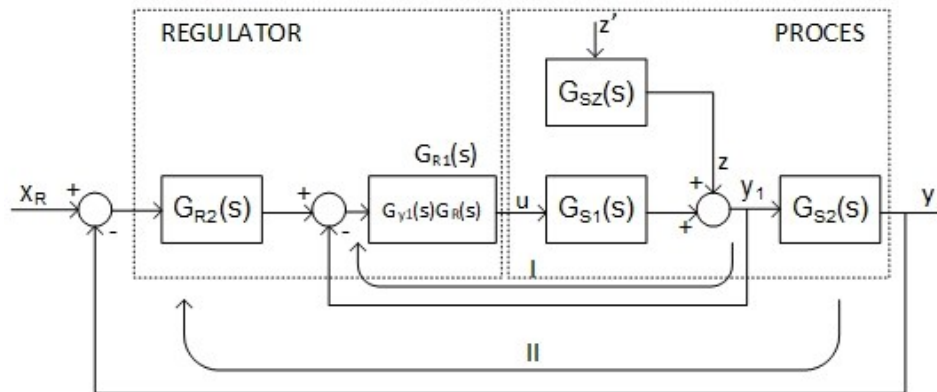 REGULATOR
PROCES
z'
G_SZ(s)
G_R1(s)
z
X_R
+
-
G_R2(s)
+
-
G_y1(s)G_R(s)
u
G_S1(s)
+
+
y_1
G_S2(s)
y
I
II